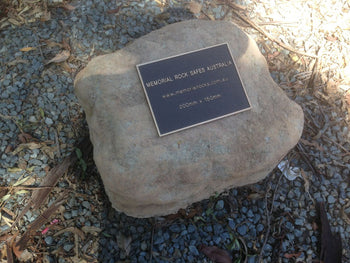 MEMORIAL ROCK SAFES AUSTRALIA
www.memorialrocks.com.au
200mm x 150mm